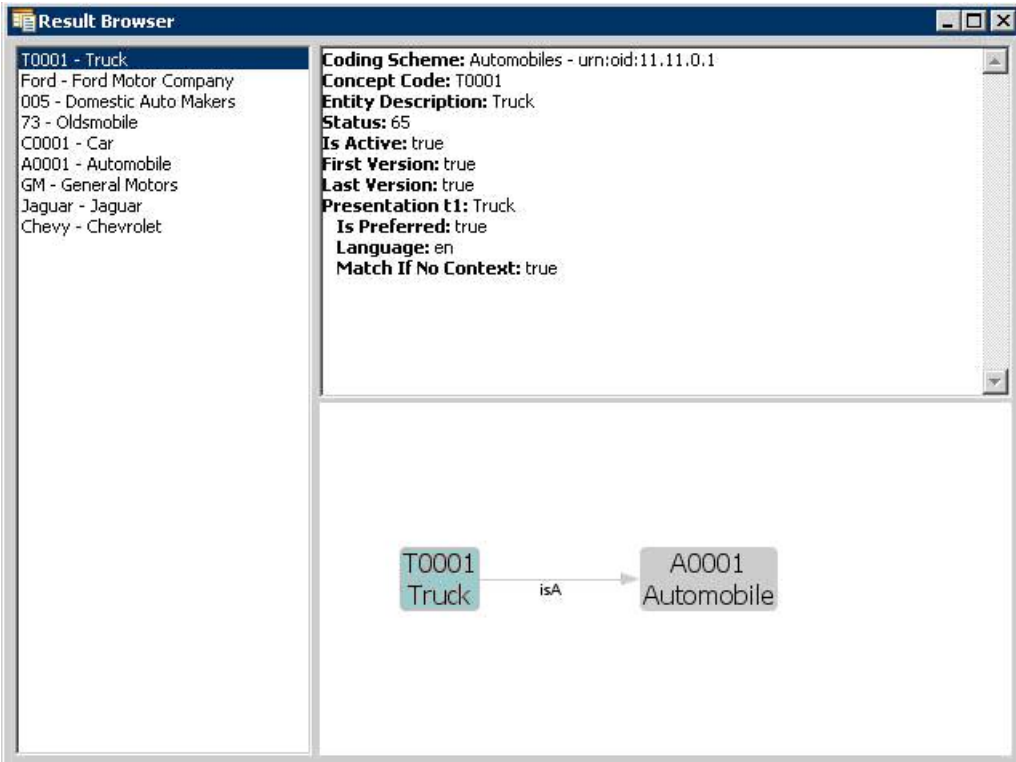 Result Browser
T0001 - Truck
Ford - Ford Motor Company
005 - Domestic Auto Makers
73 - Oldsmobile
C0001 - Car
A0001 - Automobile
GM - General Motors
Jaguar - Jaguar
Chevy - Chevrolet
Coding Scheme: Automobiles - urn:oid:11.11.0.1
Concept Code: T0001
Entity Description: Truck
Status: 65
Is Active: true
First Version: true
Last Version: true
Presentation t1: Truck
Is Preferred: true
Language: en
Match If No Context: true
T0001
Truck
isA
A0001
Automobile